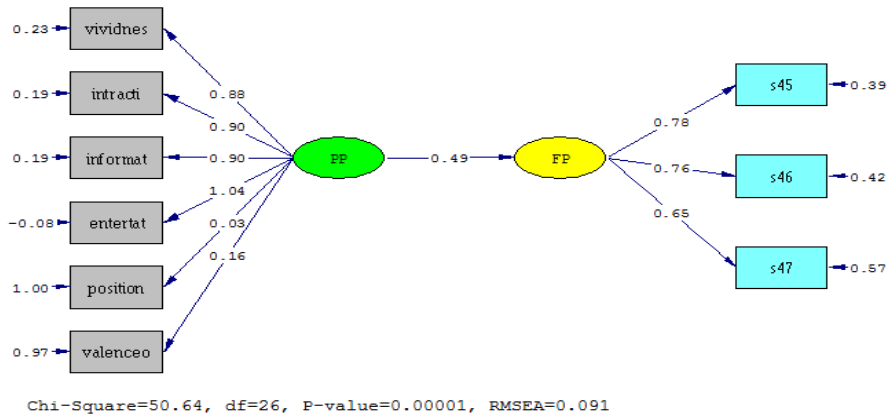 0.23 vividnes
0.88
0.19 intracti
0.90
0.19 informat
0.90
1.04
-0.08 entertat
0.03
1.00 position
0.16
0.97 valenceo
PP
0.49
FP
0.78
s45 0.39
0.76
s46 0.42
0.65
s47 0.57
Chi-Square=50.64, df=26, P-value=0.00001, RMSEA=0.091